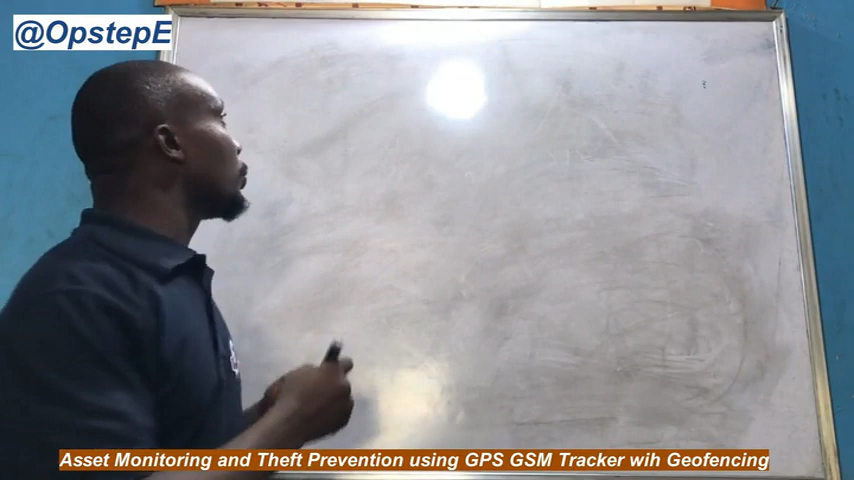 @OpstepE
Asset Monitoring and Theft Prevention using GPS GSM Tracker wih Geofencing